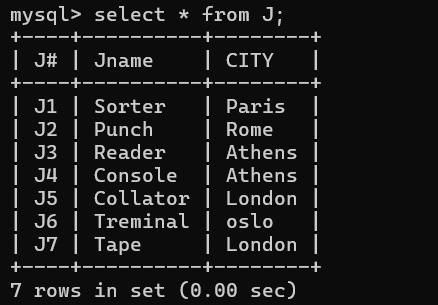 mysql> select * from J;
+----+----------+--------+
| J# | Jname    | CITY   |
+----+----------+--------+
| J1 | Sorter   | Paris  |
| J2 | Punch    | Rome   |
| J3 | Reader   | Athens |
| J4 | Console  | Athens |
| J5 | Collator | London |
| J6 | Treminal | oslo   |
| J7 | Tape     | London |
+----+----------+--------+
7 rows in set (0.00 sec)